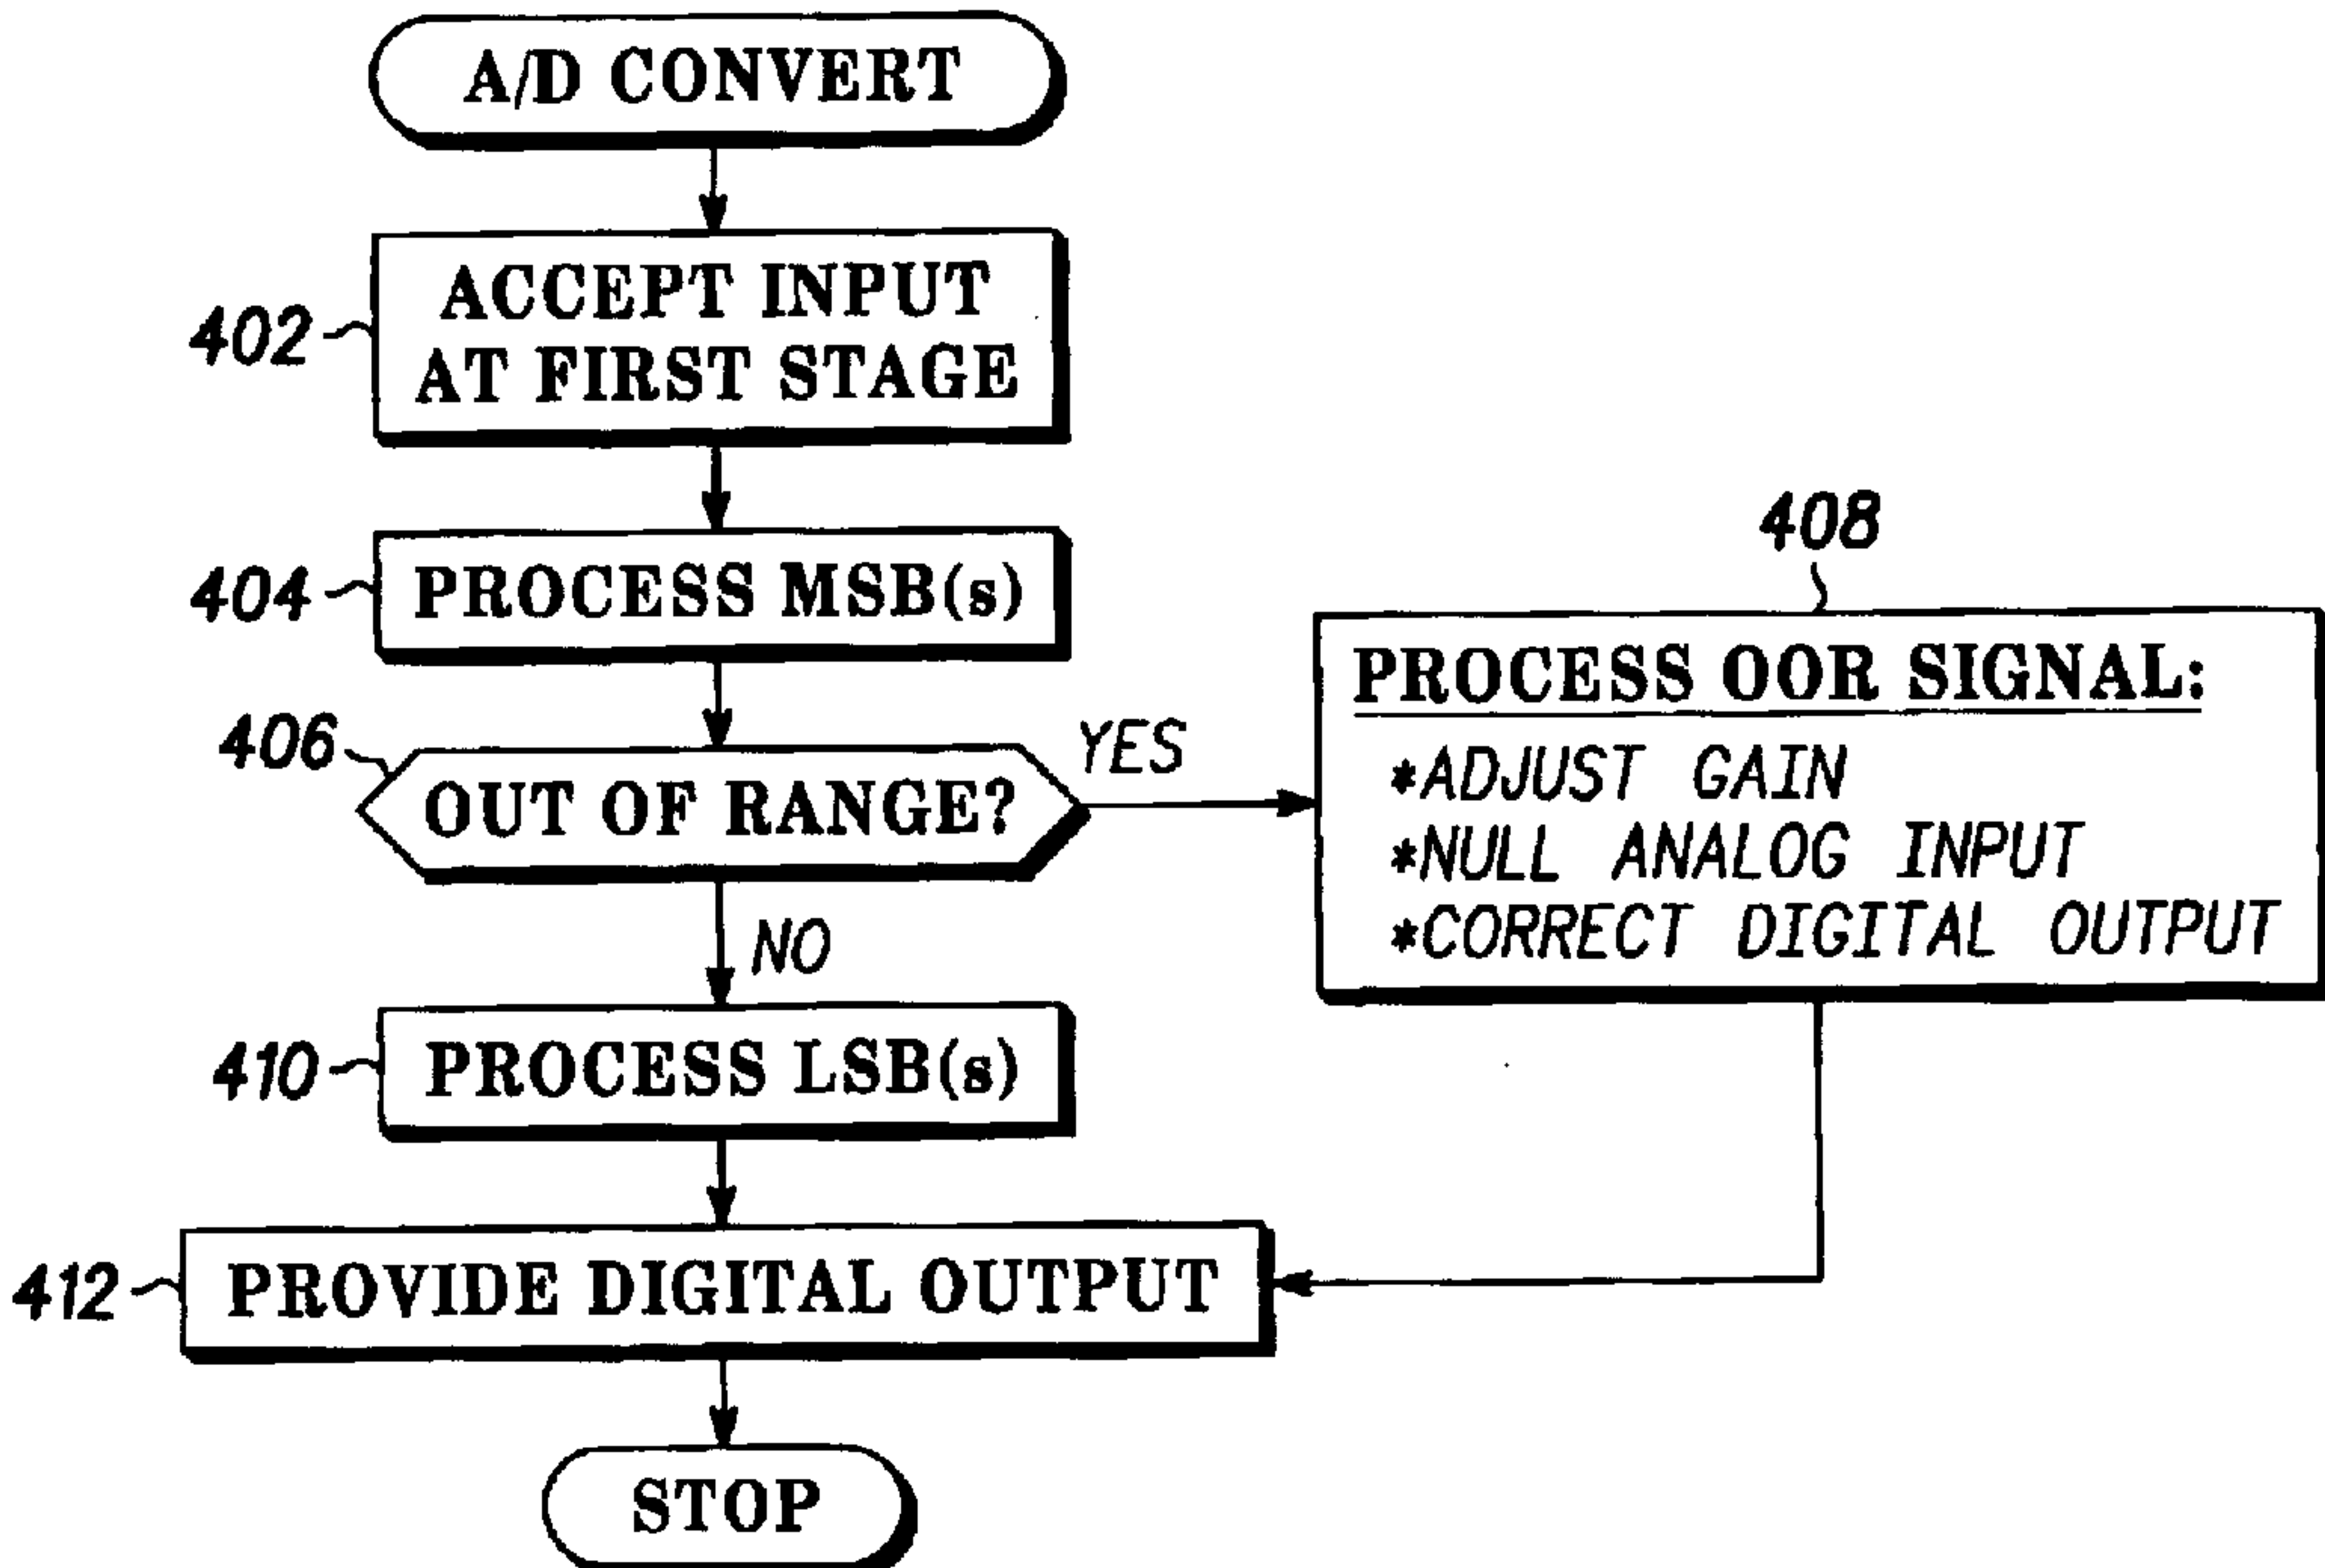 A/D CONVERT
402
ACCEPT INPUT
AT FIRST STAGE
404
PROCESS MSB(s)
406
OUT OF RANGE?
YES
408
PROCESS OOR SIGNAL:
*ADJUST GAIN
*NULL ANALOG INPUT
*CORRECT DIGITAL OUTPUT
NO
410
PROCESS LSB(s)
412
PROVIDE DIGITAL OUTPUT
STOP